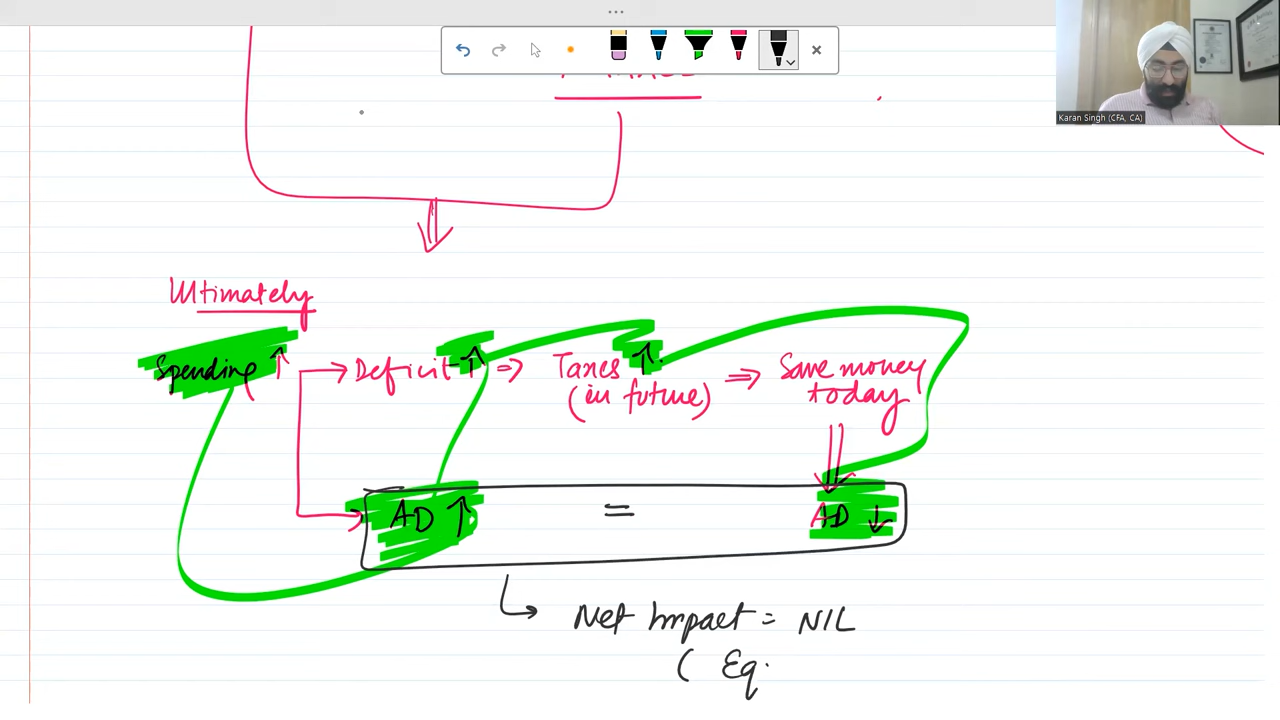 Karan Singh (CFA, CA)
Ultimately
Spending ↑ → Deficit ↑ ⇒ Taxes ↑ ⇒ Save money
(in future) today
AD ↑ = AD ↓
Net Impact = NIL
( Eq.